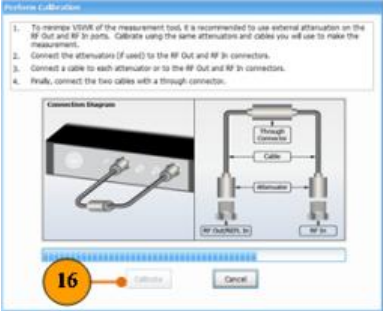 Perform Calibration
1. To minimize VSWR of the measurement tool, it is recommended to use external attenuation on the
RF Out and RF In ports. Calibrate using the same attenuators and cables you will use to make the
measurement.
2. Connect the attenuators (if used) to the RF Out and RF In connectors.
3. Connect a cable to each attenuator or to the RF Out and RF In connectors.
4. Finally, connect the two cables with a through connector.
Connection Diagram
Through
Connector
Cable
Attenuator
RF Out/REFL In
RF In
16
Calibrate
Cancel